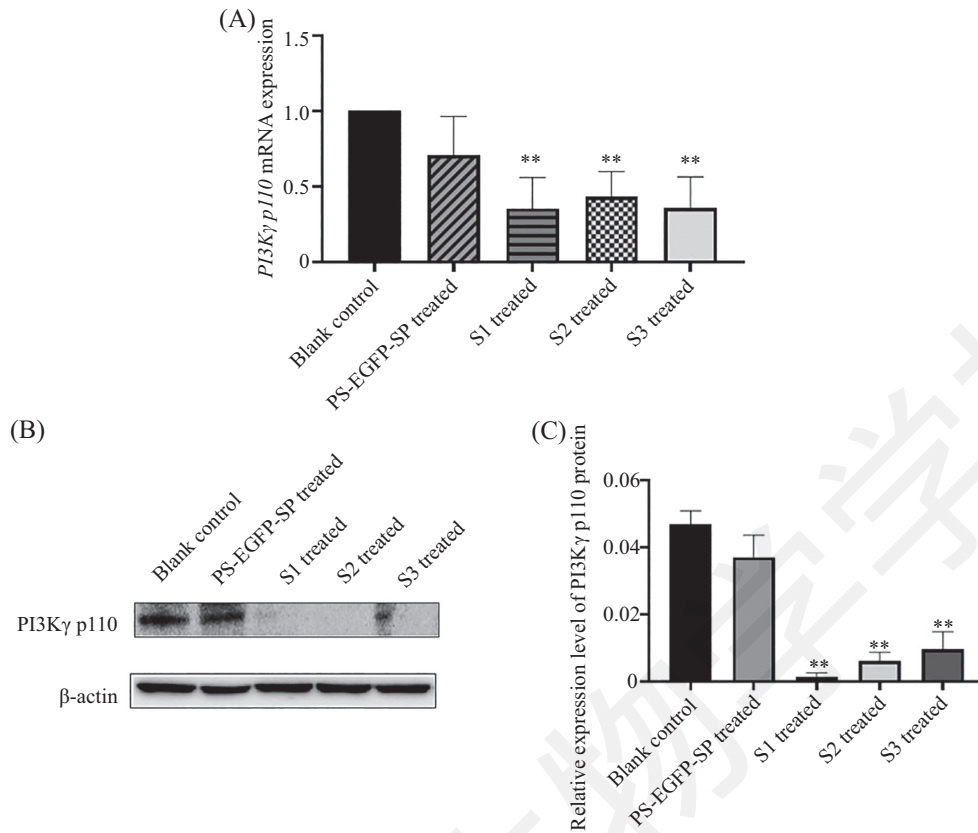 (A)
PI3Kγ p110 mRNA expression
1.5
1.0
0.5
0
**
**
**
Blank control
PS-EGFP-SP treated
S1 treated
S2 treated
S3 treated
(B)
Blank control
PS-EGFP-SP treated
S1 treated
S2 treated
S3 treated
PI3Kγ p110
β-actin
(C)
Relative expression level of PI3Kγ p110 protein
0.06
0.04
0.02
0
**
**
**
Blank control
PS-EGFP-SP treated
S1 treated
S2 treated
S3 treated
物学学